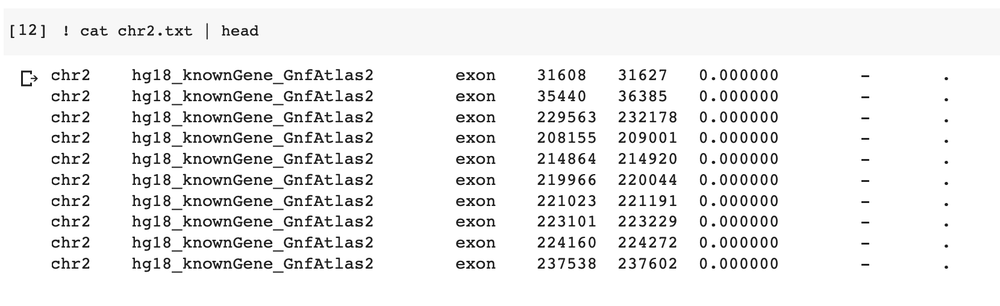 [12] ! cat chr2.txt | head
chr2 hg18_knownGene_GnfAtlas2 exon 31608 31627 0.000000 - .
chr2 hg18_knownGene_GnfAtlas2 exon 35440 36385 0.000000 - .
chr2 hg18_knownGene_GnfAtlas2 exon 229563 232178 0.000000 - .
chr2 hg18_knownGene_GnfAtlas2 exon 208155 209001 0.000000 - .
chr2 hg18_knownGene_GnfAtlas2 exon 214864 214920 0.000000 - .
chr2 hg18_knownGene_GnfAtlas2 exon 219966 220044 0.000000 - .
chr2 hg18_knownGene_GnfAtlas2 exon 221023 221191 0.000000 - .
chr2 hg18_knownGene_GnfAtlas2 exon 223101 223229 0.000000 - .
chr2 hg18_knownGene_GnfAtlas2 exon 224160 224272 0.000000 - .
chr2 hg18_knownGene_GnfAtlas2 exon 237538 237602 0.000000 - .